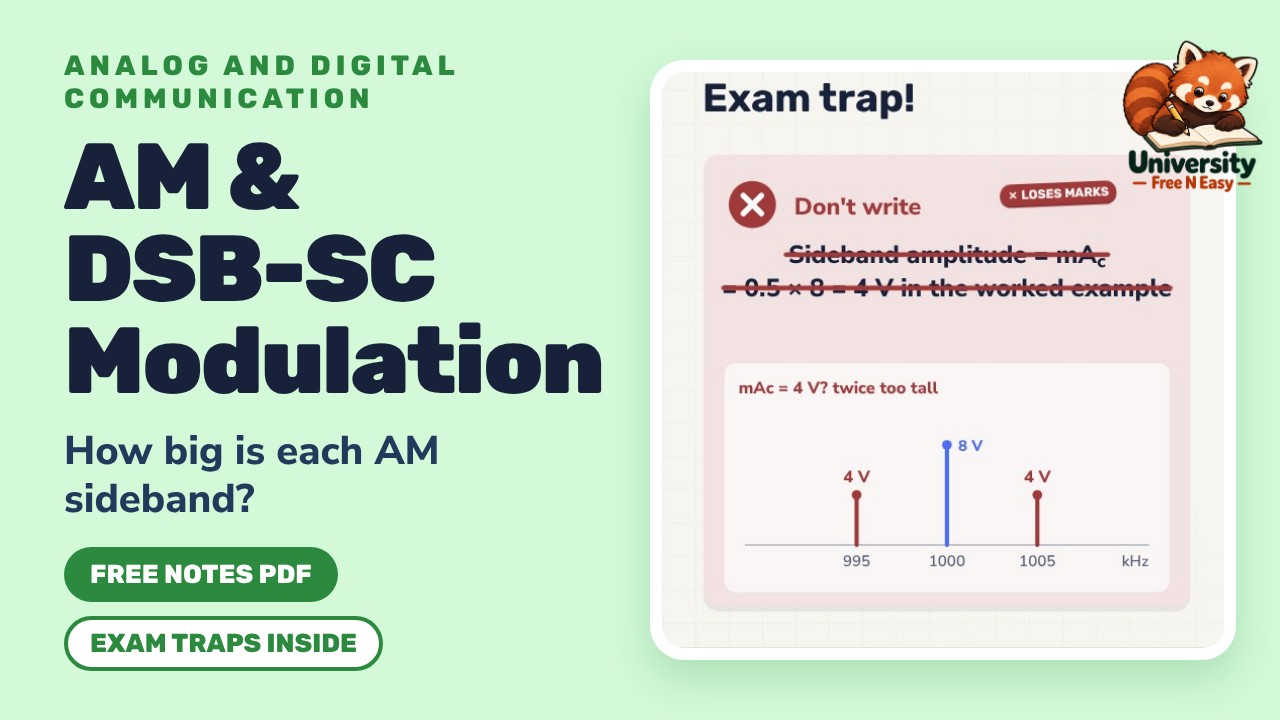 ANALOG AND DIGITAL
COMMUNICATION
AM &
DSB-SC
Modulation
How big is each AM
sideband?
FREE NOTES PDF
EXAM TRAPS INSIDE
Exam trap!
University
Free N Easy
Don't write
× LOSES MARKS
Sideband amplitude = mAc
= 0.5 × 8 = 4 V in the worked example
mAc = 4 V? twice too tall
8 V
4 V
4 V
995
1000
1005
kHz